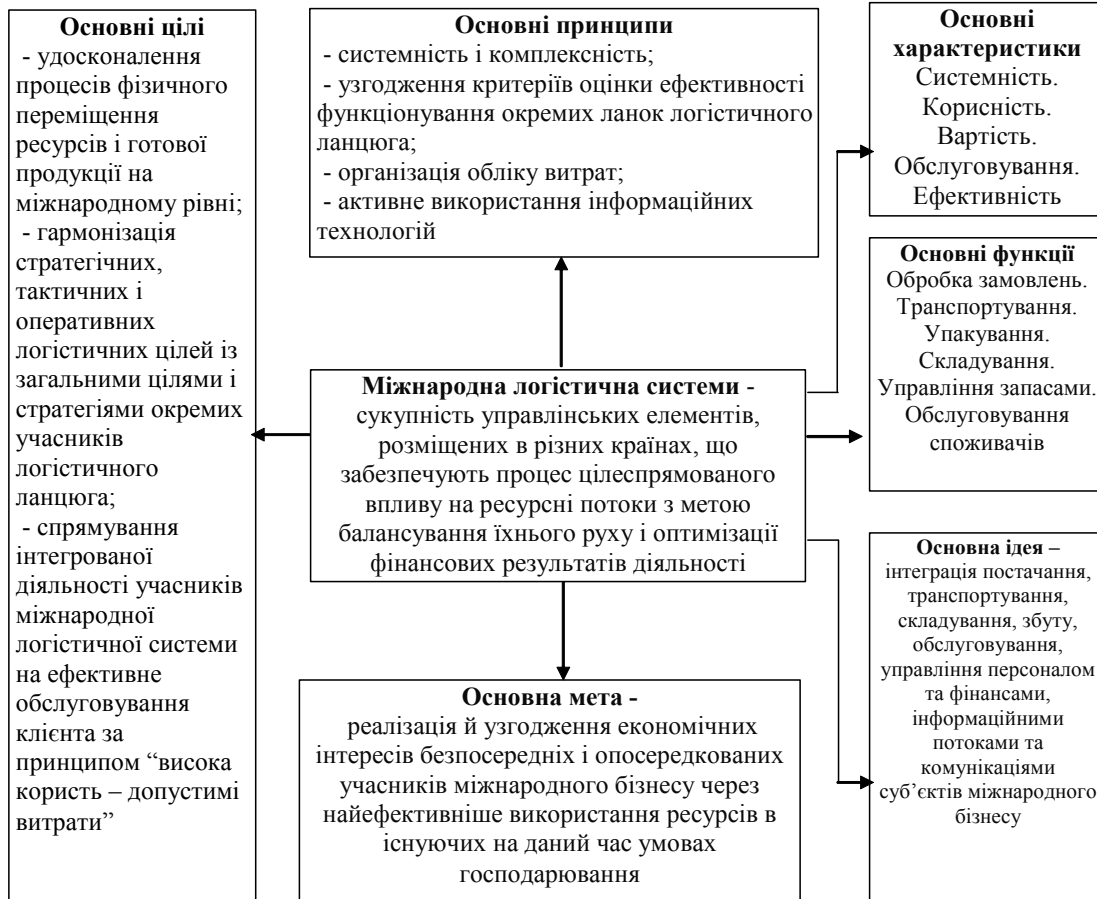 Основні цілі
- удосконалення
процесів фізичного
переміщення
ресурсів і готової
продукції на
міжнародному рівні;
- гармонізація
стратегічних,
тактичних і
оперативних
логістичних цілей із
загальними цілями і
стратегіями окремих
учасників
логістичного
ланцюга;
- спрямування
інтегрованої
діяльності учасників
міжнародної
логістичної системи
на ефективне
обслуговування
клієнта за
принципом “висока
користь – допустимі
витрати”
Основні принципи
- системність і комплексність;
- узгодження критеріїв оцінки ефективності
функціонування окремих ланок логістичного
ланцюга;
- організація обліку витрат;
- активне використання інформаційних
технологій
Міжнародна логістична системи -
сукупність управлінських елементів,
розміщених в різних країнах, що
забезпечують процес цілеспрямованого
впливу на ресурсні потоки з метою
балансування їхнього руху і оптимізації
фінансових результатів діяльності
Основна мета -
реалізація й узгодження економічних
інтересів безпосередніх і опосередкованих
учасників міжнародного бізнесу через
найефективніше використання ресурсів в
існуючих на даний час умовах
господарювання
Основні
характеристики
Системність.
Корисність.
Вартість.
Обслуговування.
Ефективність
Основні функції
Обробка замовлень.
Транспортування.
Упакування.
Складування.
Управління запасами.
Обслуговування
споживачів
Основна ідея –
інтеграція постачання,
транспортування,
складування, збуту,
обслуговування,
управління персоналом
та фінансами,
інформаційними
потоками та
комунікаціями
суб’єктів міжнародного
бізнесу